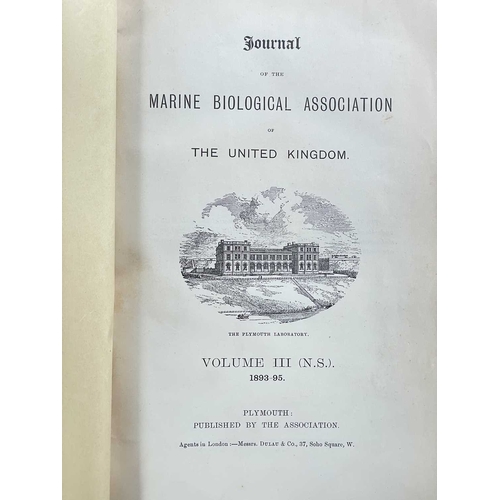 Journal
OF THE
MARINE BIOLOGICAL ASSOCIATION
OF
THE UNITED KINGDOM.
THE PLYMOUTH LABORATORY.
VOLUME III (N.S.).
1893-95.
PLYMOUTH:
PUBLISHED BY THE ASSOCIATION.
Agents in London:—Messrs. DULAU & Co., 37, Soho Square, W.